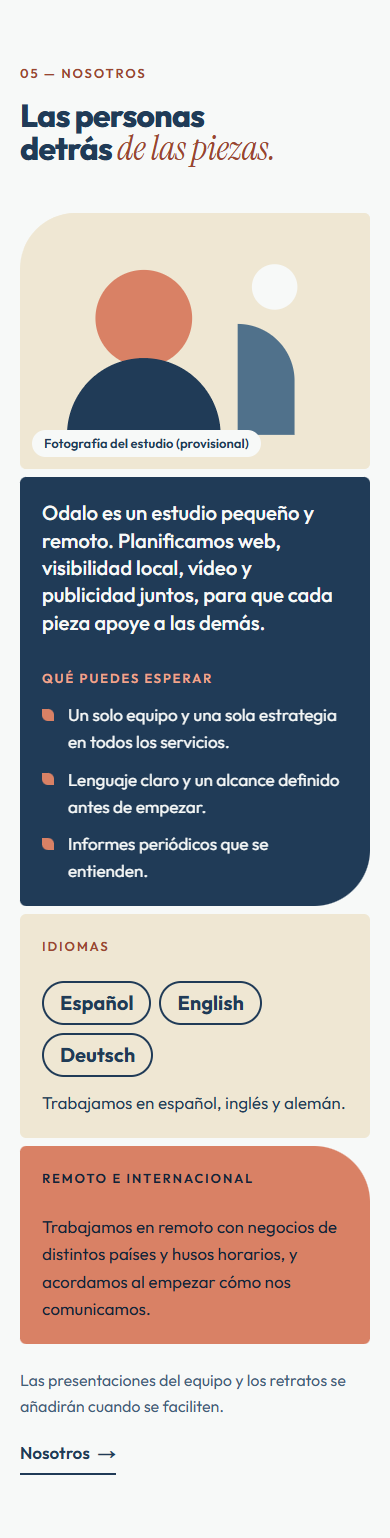 05 — NOSOTROS
Las personas
detrás de las piezas.
Fotografía del estudio (provisional)
Odalo es un estudio pequeño y
remoto. Planificamos web,
visibilidad local, vídeo y
publicidad juntos, para que cada
pieza apoye a las demás.
QUÉ PUEDES ESPERAR
Un solo equipo y una sola estrategia
en todos los servicios.
Lenguaje claro y un alcance definido
antes de empezar.
Informes periódicos que se
entienden.
IDIOMAS
Español English
Deutsch
Trabajamos en español, inglés y alemán.
REMOTO E INTERNACIONAL
Trabajamos en remoto con negocios de
distintos países y husos horarios, y
acordamos al empezar cómo nos
comunicamos.
Las presentaciones del equipo y los retratos se
añadirán cuando se faciliten.
Nosotros →